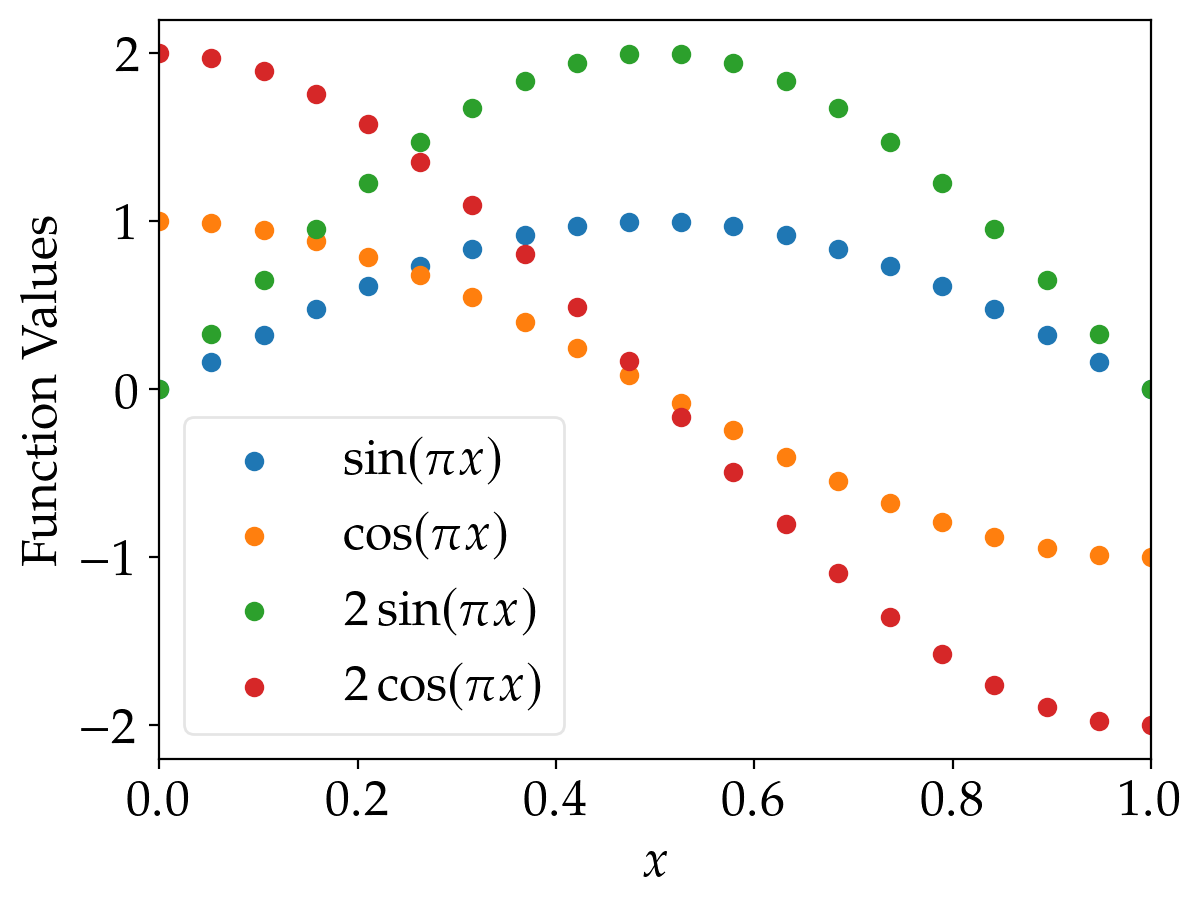 2
1
0
−1
−2
Function Values
sin(πx)
cos(πx)
2 sin(πx)
2 cos(πx)
0.0 0.2 0.4 0.6 0.8 1.0
x